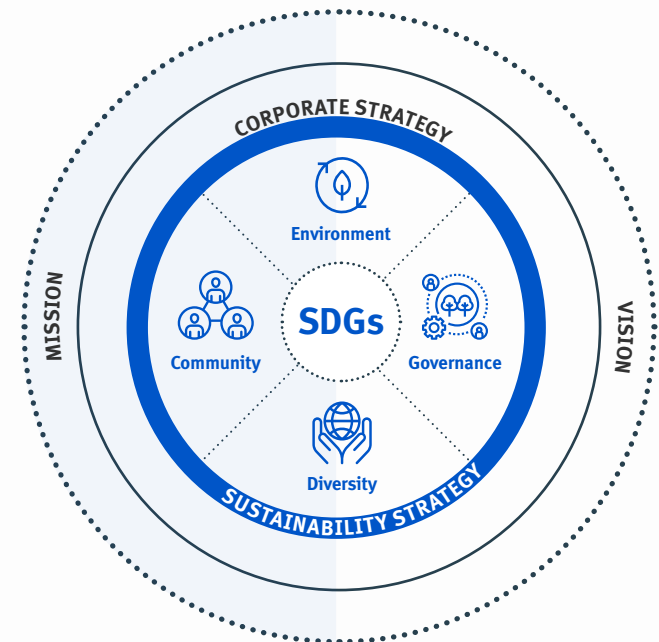 CORPORATE STRATEGY
Environment
MISSION
SDGs
VISION
Community
Governance
Diversity
SUSTAINABILITY STRATEGY